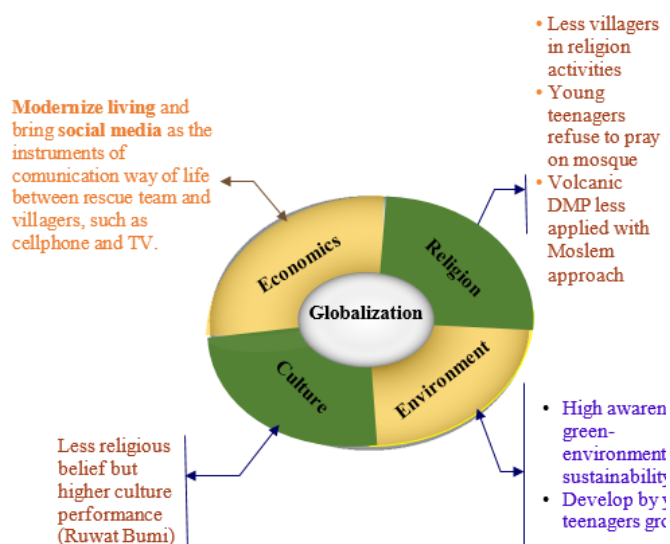 Modernize living and
bring social media as the
instruments of
comunication way of life
between rescue team and
villagers, such as
cellphone and TV.
• Less villagers
in religion
activities
• Young
teenagers
refuse to pray
on mosque
• Volcanic
DMP less
applied with
Moslem
approach
Economics
Religion
Globalization
Culture
Environment
Less religious
belief but
higher culture
performance
(Ruwat Bumi)
• High
green-
environment
sustainability
• Develop by
teenagers